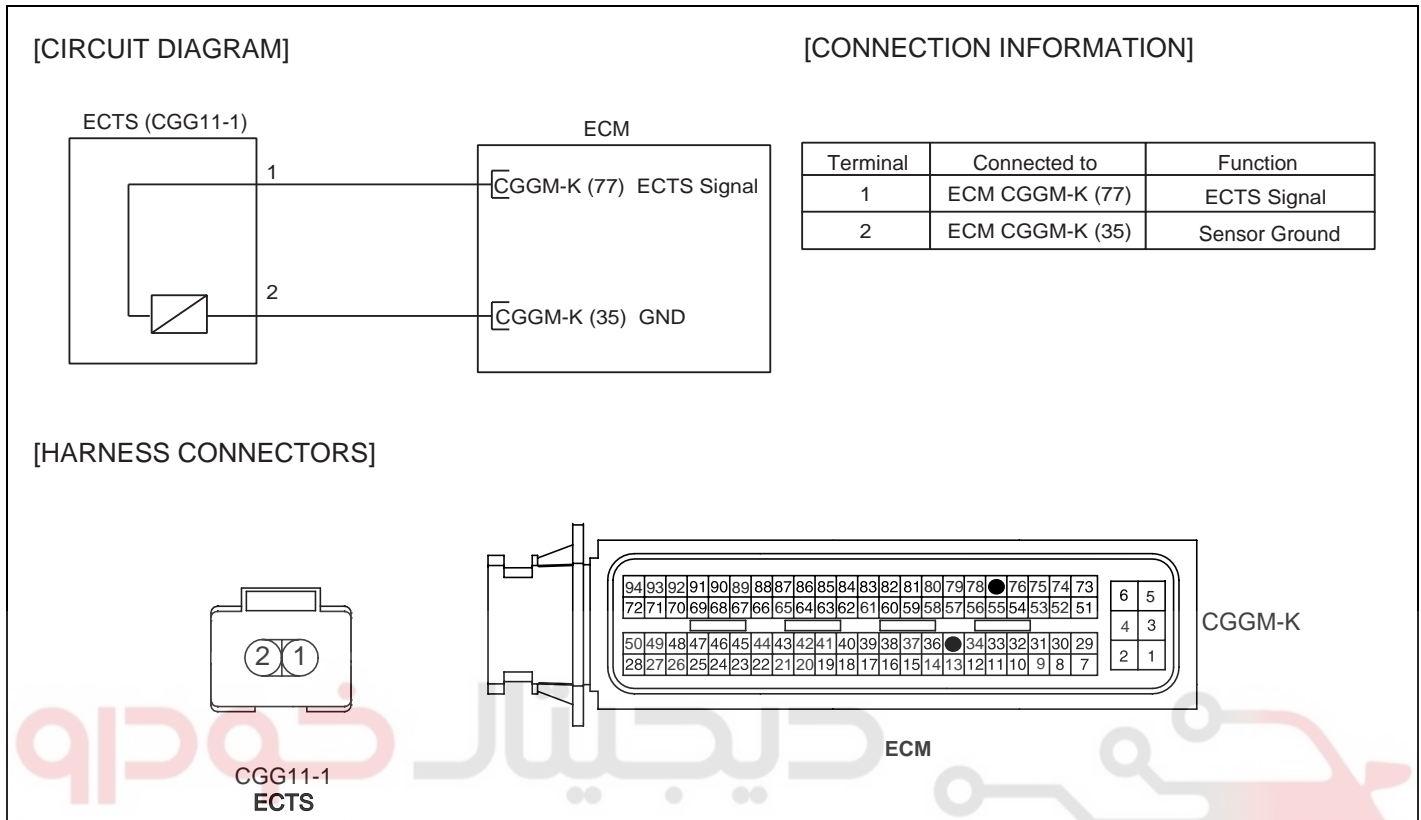 [CIRCUIT DIAGRAM]
[CONNECTION INFORMATION]
ECTS (CGG11-1)
ECM
1
CGGM-K (77) ECTS Signal
2
CGGM-K (35) GND
Terminal Connected to Function
1 ECM CGGM-K (77) ECTS Signal
2 ECM CGGM-K (35) Sensor Ground
[HARNESS CONNECTORS]
2 1
CGG11-1
ECTS
94 93 92 91 90 89 88 87 86 85 84 83 82 81 80 79 78 76 75 74 73
72 71 70 69 68 67 66 65 64 63 62 61 60 59 58 57 56 55 54 53 52 51
50 49 48 47 46 45 44 43 42 41 40 39 38 37 36 34 33 32 31 30 29
28 27 26 25 24 23 22 21 20 19 18 17 16 15 14 13 12 11 10 9 8 7
6 5
4 3
2 1
CGGM-K
ECM
دیجیتال خودرو